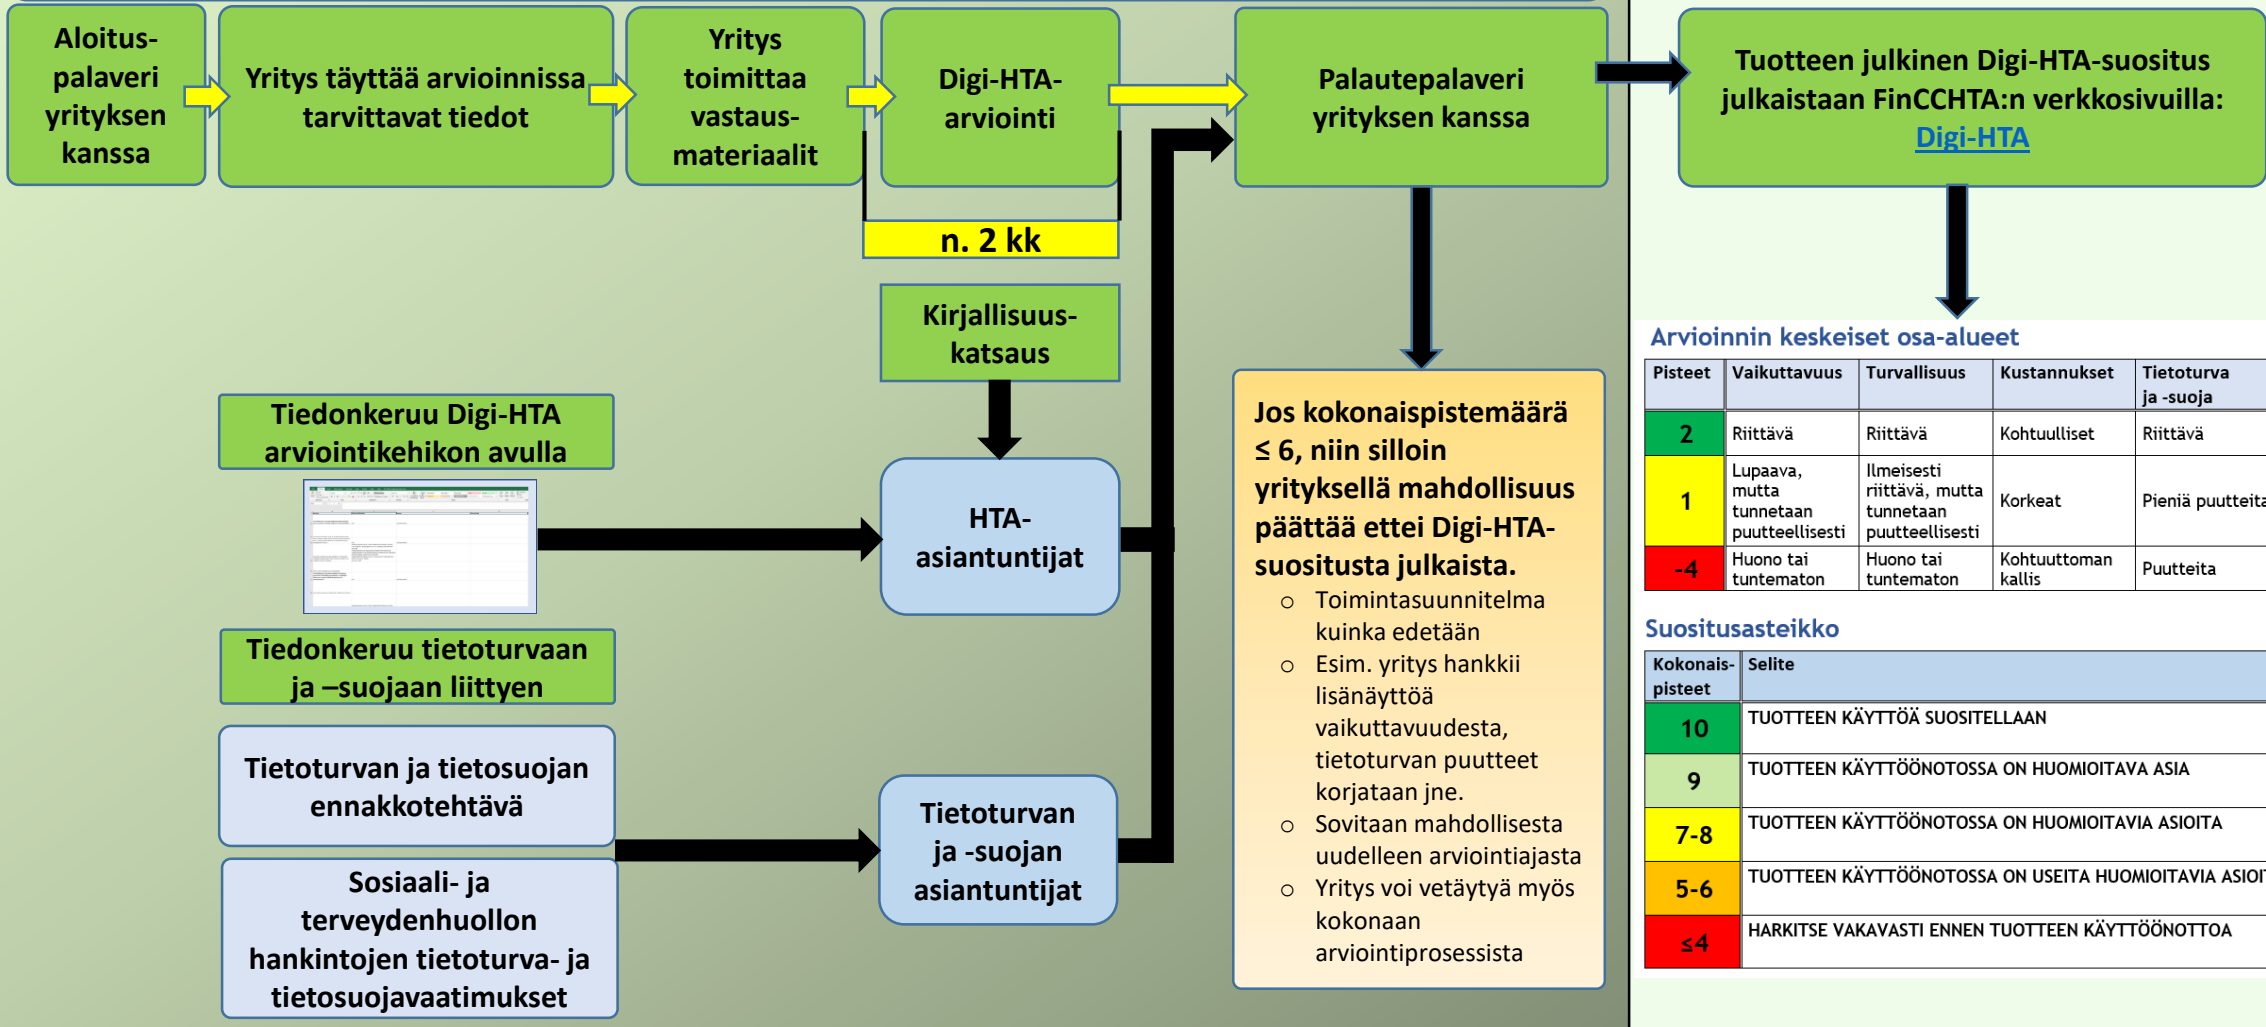 Aloitus-
palaveri
yrityksen
kanssa
Yritys täyttää arvioinnissa
tarvittavat tiedot
Yritys
toimittaa
vastaus-
materiaalit
Digi-HTA-
arviointi
Palautepalaveri
yrityksen kanssa
Tuotteen julkinen Digi-HTA-suositus
julkaistaan FinCCHTA:n verkkosivuilla:
Digi-HTA
n. 2 kk
Kirjallisuus-
katsaus
Tiedonkeruu Digi-HTA
arviointikehikon avulla
HTA-
asiantuntijat
Tiedonkeruu tietoturvaan
ja –suojaan liittyen
Tietoturvan ja tietosuojan
ennakkotehtävä
Sosiaali- ja
terveydenhuollon
hankintojen tietoturva- ja
tietosuojavaatimukset
Tietoturvan
ja -suojan
asiantuntijat
Jos kokonaispistemäärä
≤ 6, niin silloin
yrityksellä mahdollisuus
päättää ettei Digi-HTA-
suositusta julkaista.
o Toimintasuunnitelma
kuinka edetään
o Esim. yritys hankkii
lisänäyttöä
vaikuttavuudesta,
tietoturvan puutteet
korjataan jne.
o Sovitaan mahdollisesta
uudelleen arviointiajasta
o Yritys voi vetäytyä myös
kokonaan
arviointiprosessista
Arvioinnin keskeiset osa-alueet
Pisteet Vaikuttavuus Turvallisuus Kustannukset Tietoturva
ja -suoja
2 Riittävä Riittävä Kohtuulliset Riittävä
1 Lupaava,
mutta
tunnetaan
puutteellisesti
Ilmeisesti
riittävä, mutta
tunnetaan
puutteellisesti
Korkeat
Pieniä puutteita
-4 Huono tai
tuntematon
Huono tai
tuntematon
Kohtuuttoman
kallis
Puutteita
Suositusasteikko
Kokonais-
pisteet
Selite
10 TUOTTEEN KÄYTTÖÄ SUOSITELLAAN
9 TUOTTEEN KÄYTTÖÖNOTOSSA ON HUOMIOITAVA ASIA
7-8 TUOTTEEN KÄYTTÖÖNOTOSSA ON HUOMIOITAVIA ASIOITA
5-6 TUOTTEEN KÄYTTÖÖNOTOSSA ON USEITA HUOMIOITAVIA ASIOIT
≤4 HARKITSE VAKAVASTI ENNEN TUOTTEEN KÄYTTÖÖNOTTOA